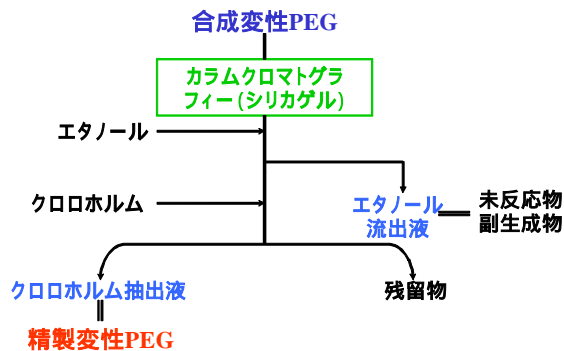 合成変性PEG
カラムクロマトグラ
フィー(シリカゲル)
エタノール
クロロホルム
エタノール
流出液
未反応物
副生成物
クロロホルム抽出液
残留物
精製変性PEG